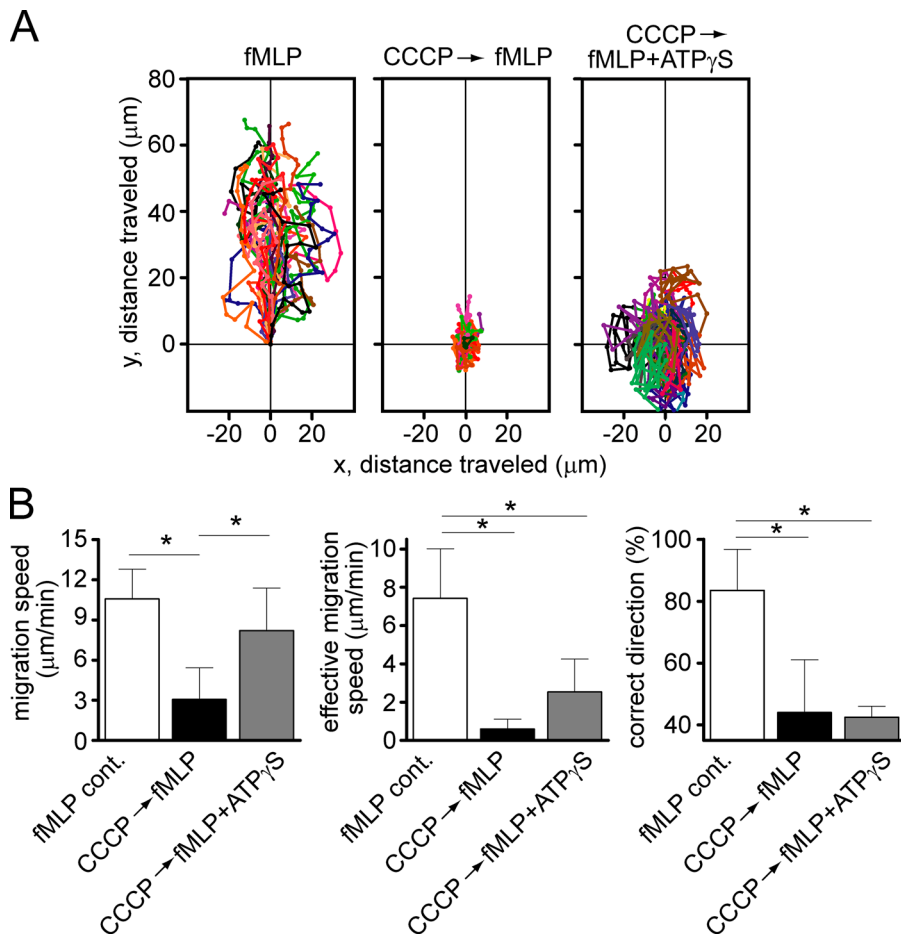 A
fMLP
CCCP → fMLP
CCCP →
fMLP+ATPγS
y, distance traveled (μm)
80
60
40
20
0
-20 0 20
-20 0 20
-20 0 20
x, distance traveled (μm)
B
migration speed
(μm/min)
15
12
9
6
3
0
*
*
fMLP cont.
CCCP → fMLP
CCCP → fMLP+ATPγS
effective migration
speed (μm/min)
10
8
6
4
2
0
*
*
fMLP cont.
CCCP → fMLP
CCCP → fMLP+ATPγS
correct direction (%)
100
80
60
40
*
*
fMLP cont.
CCCP → fMLP
CCCP → fMLP+ATPγS